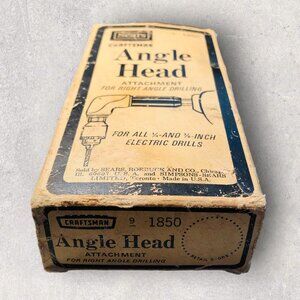 Sears
CRAFTSMAN
Angle
Head
ATTACHMENT
FOR RIGHT ANGLE DRILLING
FOR ALL ¼-AND ⅜-INCH
ELECTRIC DRILLS
Sold by SEARS, ROEBUCK AND CO.,
U.S.A. and SIMPSONS-SEARS
LIMITED, Toronto · Made in U.S.A.
CRAFTSMAN
9 1850
Angle Head
ATTACHMENT
FOR RIGHT ANGLE DRILLING